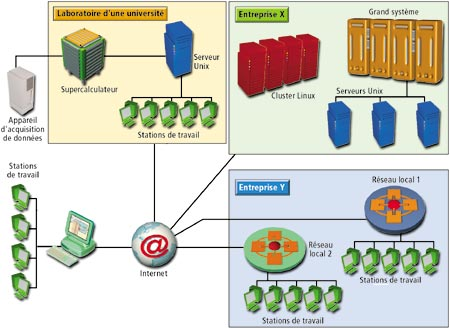 Laboratoire d'une université
Supercalculateur
Serveur
Unix
Stations de travail
Appareil
d'acquisition
de données
Entreprise X
Grand système
Cluster Linux
Serveurs Unix
Stations
de travail
@
Internet
Entreprise Y
Réseau local 1
Réseau
local 2
Stations de travail
Stations de travail